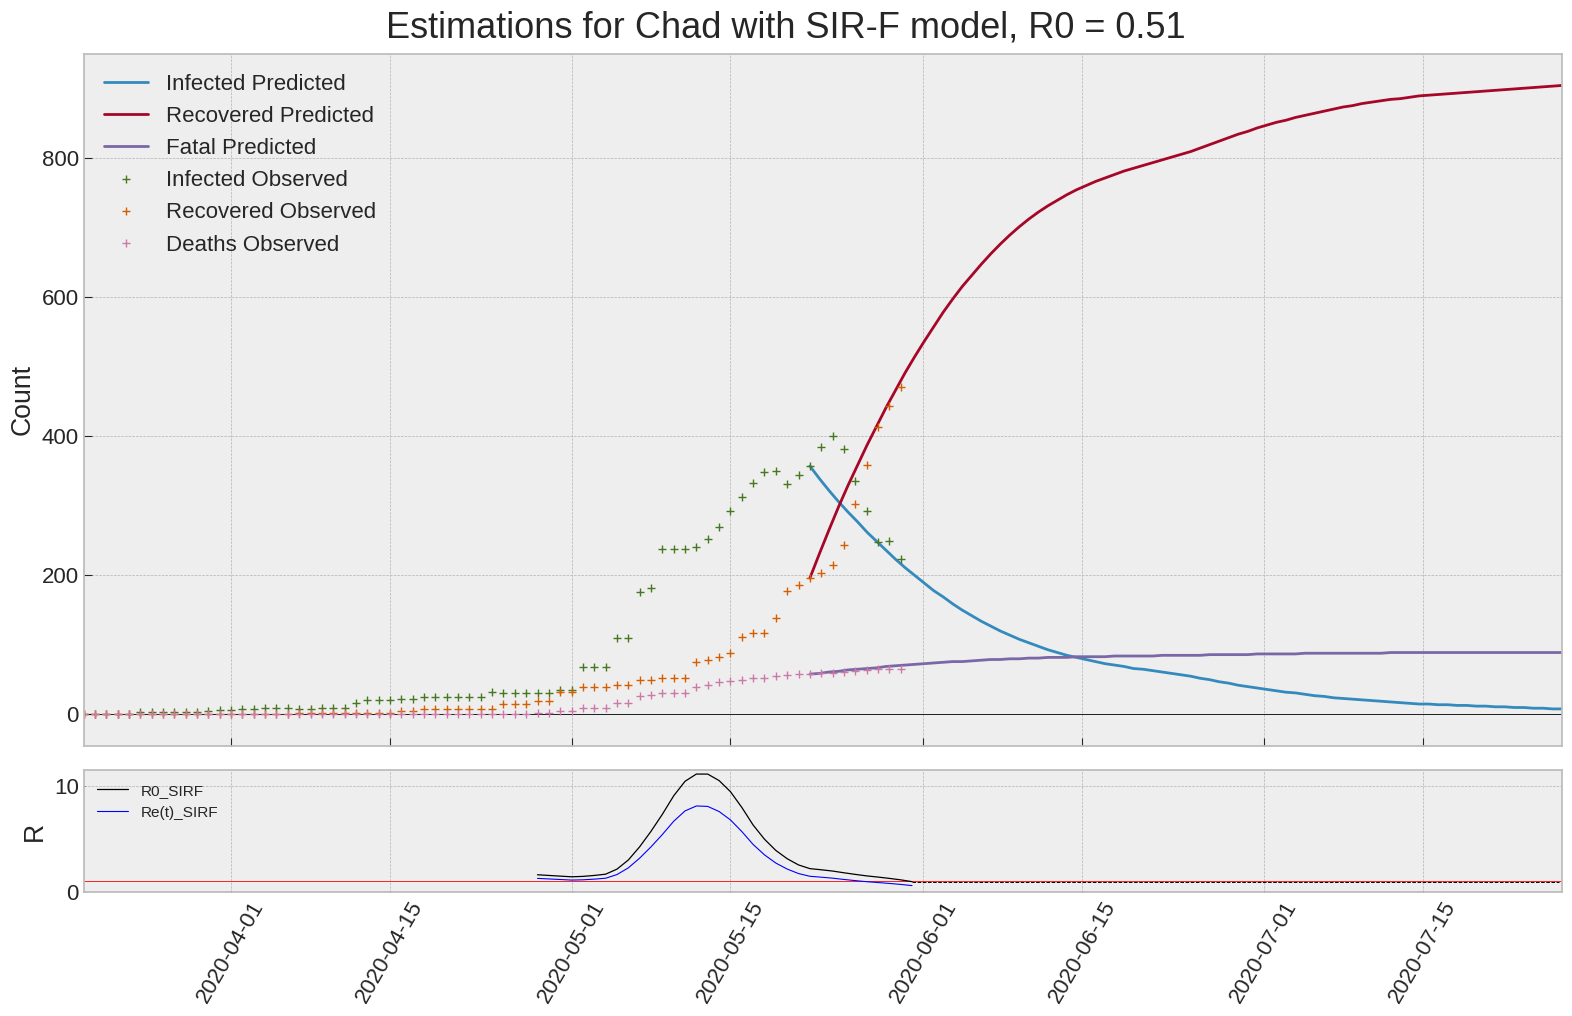 Estimations for Chad with SIR-F model, R0 = 0.51
Infected Predicted
Recovered Predicted
Fatal Predicted
Infected Observed
Recovered Observed
Deaths Observed
Count
800
600
400
200
0
R0_SIRF
Re(t)_SIRF
R
10
0
2020-04-01
2020-04-15
2020-05-01
2020-05-15
2020-06-01
2020-06-15
2020-07-01
2020-07-15